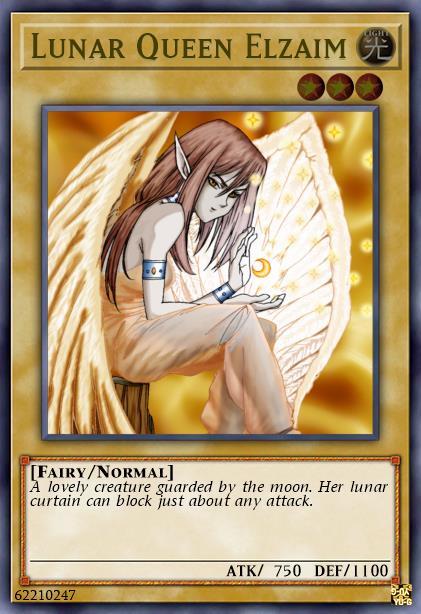 Lunar Queen Elzaim
LIGHT
光
[Fairy/Normal]
A lovely creature guarded by the moon. Her lunar
curtain can block just about any attack.
ATK/ 750 DEF/1100
62210247